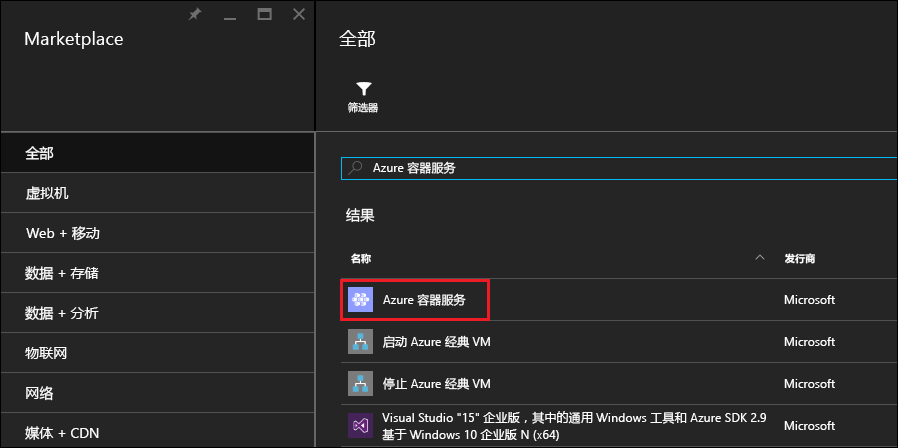 Marketplace
全部
虚拟机
Web + 移动
数据 + 存储
数据 + 分析
物联网
网络
媒体 + CDN
全部
筛选器
Azure 容器服务
结果
名称 发行商
Azure 容器服务 Microsoft
启动 Azure 经典 VM Microsoft
停止 Azure 经典 VM Microsoft
Visual Studio "15" 企业版，其中的通用 Windows 工具和 Azure SDK 2.9
基于 Windows 10 企业版 N (x64) Microsoft